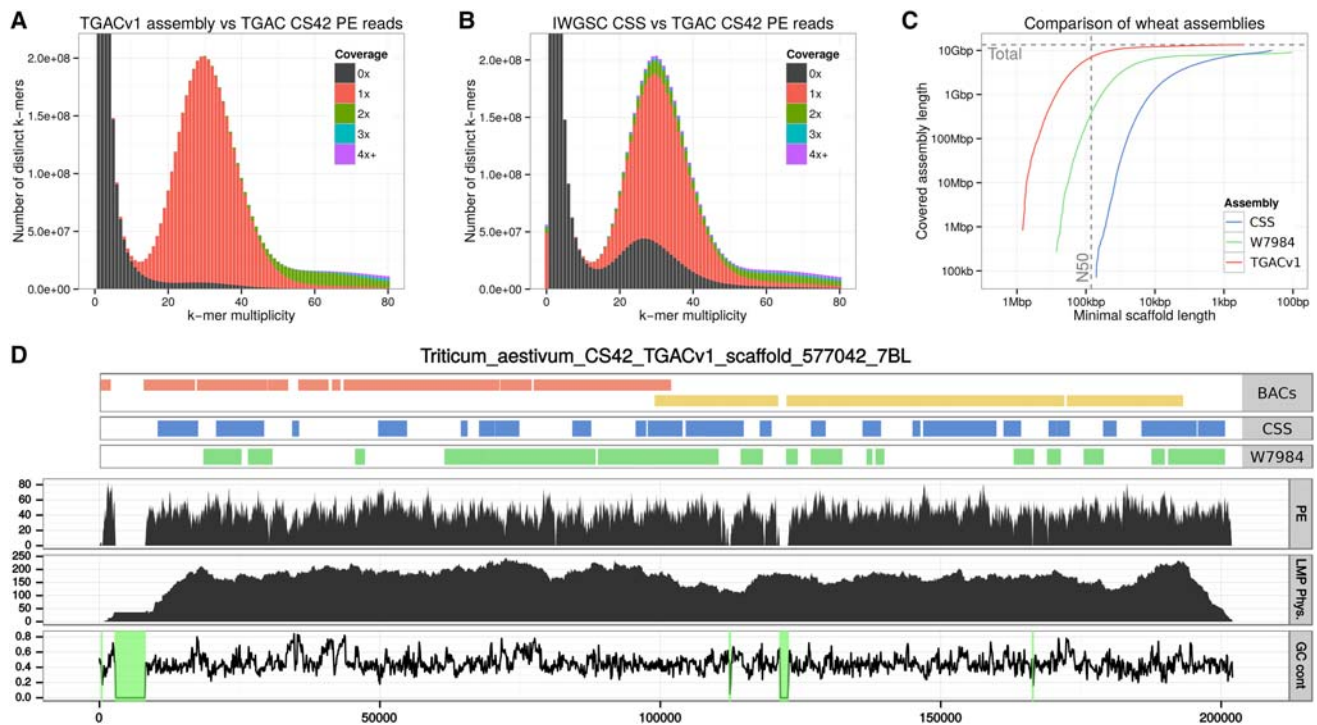 A
TGACv1 assembly vs TGAC CS42 PE reads
Number of distinct k-mers
2.0e+08
1.5e+08
1.0e+08
5.0e+07
0.0e+00
0 20 40 60 80
k-mer multiplicity
Coverage
0x
1x
2x
3x
4x+
B
IWGSC CSS vs TGAC CS42 PE reads
Number of distinct k-mers
2.0e+08
1.5e+08
1.0e+08
5.0e+07
0.0e+00
0 20 40 60 80
k-mer multiplicity
Coverage
0x
1x
2x
3x
4x+
C
Comparison of wheat assemblies
Covered assembly length
10Gbp
1Gbp
100Mbp
10Mbp
1Mbp
100kb
Total
N50
1Mbp 100kbp 10kbp 1kbp 100bp
Minimal scaffold length
Assembly
CSS
W7984
TGACv1
D
Triticum_aestivum_CS42_TGACv1_scaffold_577042_7BL
BACs
CSS
W7984
80
60
40
20
0
PE
250
200
150
100
50
0
LMP Phys.
0.8
0.6
0.4
0.2
0.0
GC cont
0 50000 100000 150000 200000